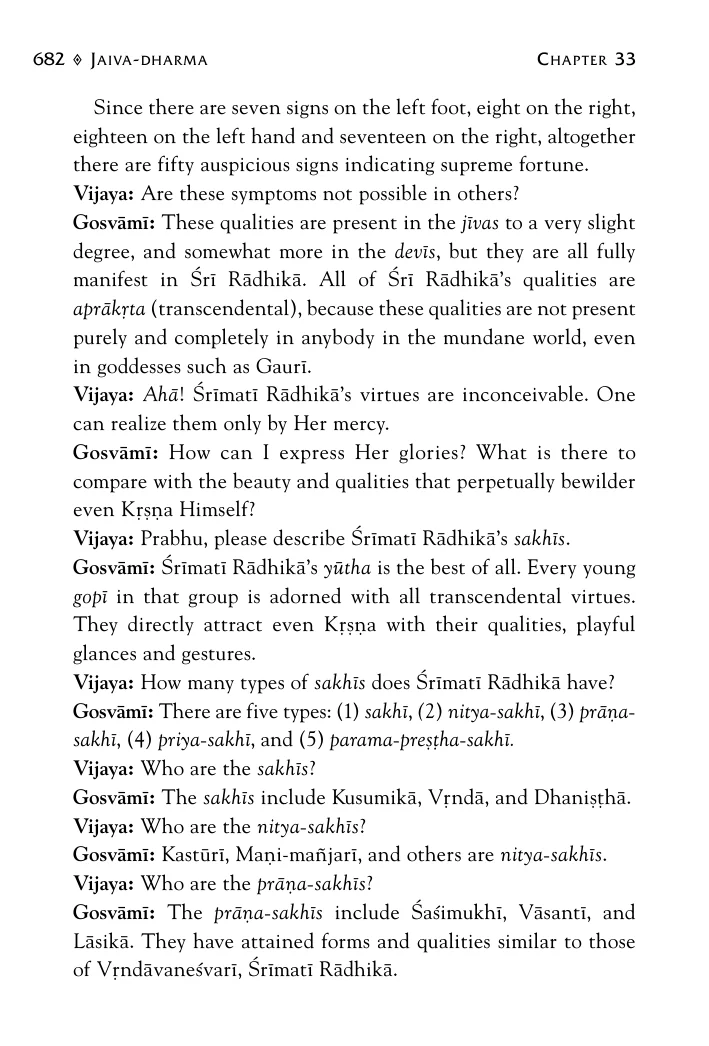 682 ◈ JAIVA-DHARMA CHAPTER 33
Since there are seven signs on the left foot, eight on the right,
eighteen on the left hand and seventeen on the right, altogether
there are fifty auspicious signs indicating supreme fortune.
Vijaya: Are these symptoms not possible in others?
Gosvāmī: These qualities are present in the jīvas to a very slight
degree, and somewhat more in the devīs, but they are all fully
manifest in Śrī Rādhikā. All of Śrī Rādhikā's qualities are
aprākṛta (transcendental), because these qualities are not present
purely and completely in anybody in the mundane world, even
in goddesses such as Gaurī.
Vijaya: Ahā! Śrīmatī Rādhikā's virtues are inconceivable. One
can realize them only by Her mercy.
Gosvāmī: How can I express Her glories? What is there to
compare with the beauty and qualities that perpetually bewilder
even Kṛṣṇa Himself?
Vijaya: Prabhu, please describe Śrīmatī Rādhikā's sakhīs.
Gosvāmī: Śrīmatī Rādhikā's yūtha is the best of all. Every young
gopī in that group is adorned with all transcendental virtues.
They directly attract even Kṛṣṇa with their qualities, playful
glances and gestures.
Vijaya: How many types of sakhīs does Śrīmatī Rādhikā have?
Gosvāmī: There are five types: (1) sakhī, (2) nitya-sakhī, (3) prāṇa-
sakhī, (4) priya-sakhī, and (5) parama-preṣṭha-sakhī.
Vijaya: Who are the sakhīs?
Gosvāmī: The sakhīs include Kusumikā, Vṛndā, and Dhaniṣṭhā.
Vijaya: Who are the nitya-sakhīs?
Gosvāmī: Kastūrī, Maṇi-mañjarī, and others are nitya-sakhīs.
Vijaya: Who are the prāṇa-sakhīs?
Gosvāmī: The prāṇa-sakhīs include Śaśimukhī, Vāsantī, and
Lāsikā. They have attained forms and qualities similar to those
of Vṛndāvaneśvarī, Śrīmatī Rādhikā.